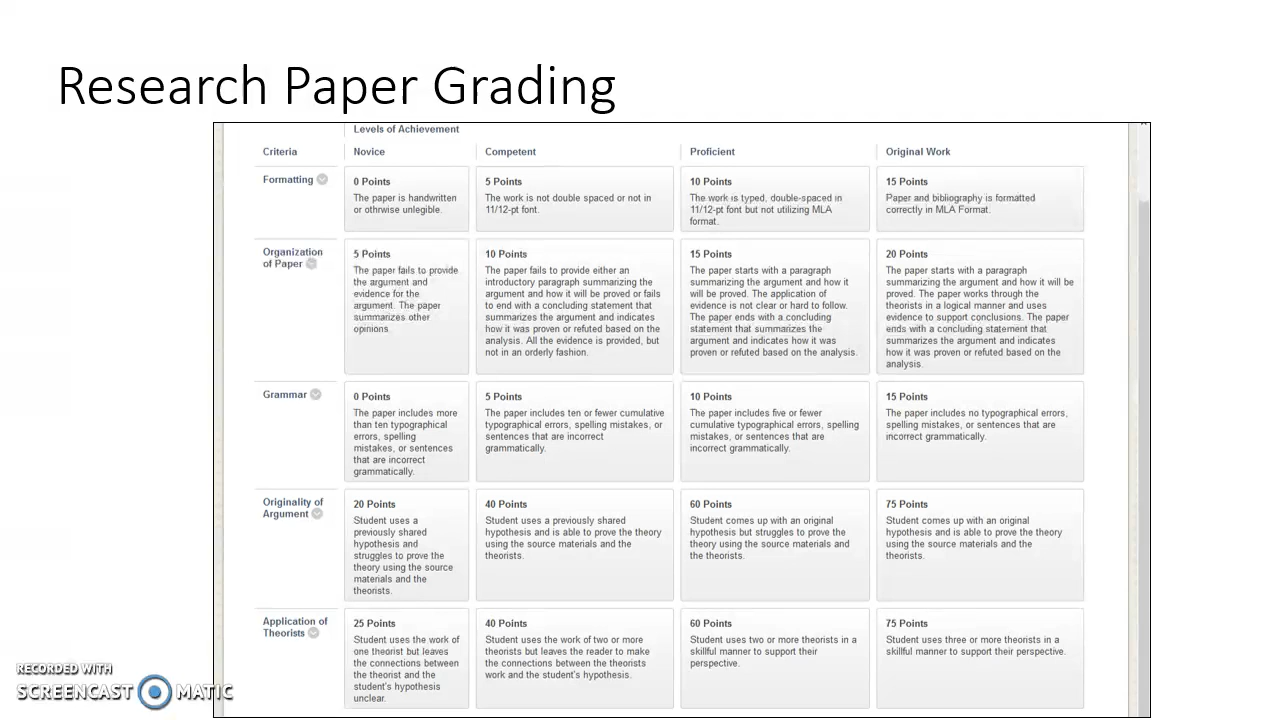 Research Paper Grading
Levels of Achievement
Criteria
Novice
Competent
Proficient
Original Work
Formatting
0 Points
The paper is handwritten
or othrwise unlegible.
5 Points
The work is not double spaced or not in
11/12-pt font.
10 Points
The work is typed, double-spaced in
11/12-pt font but not utilizing MLA
format.
15 Points
Paper and bibliography is formatted
correctly in MLA Format.
Organization
of Paper
5 Points
The paper fails to provide
the argument and
evidence for the
argument. The paper
summarizes other
opinions.
10 Points
The paper fails to provide either an
introductory paragraph summarizing the
argument and how it will be proved or fails
to end with a concluding statement that
summarizes the argument and indicates
how it was proven or refuted based on the
analysis. All the evidence is provided, but
not in an orderly fashion.
15 Points
The paper starts with a paragraph
summarizing the argument and how it
will be proved. The application of
evidence is not clear or hard to follow.
The paper ends with a concluding
statement that summarizes the
argument and indicates how it was
proven or refuted based on the analysis.
20 Points
The paper starts with a paragraph
summarizing the argument and how it will be
proved. The paper works through the
theorists in a logical manner and uses
evidence to support conclusions. The paper
ends with a concluding statement that
summarizes the argument and indicates
how it was proven or refuted based on the
analysis.
Grammar
0 Points
The paper includes more
than ten typographical
errors, spelling
mistakes, or sentences
that are incorrect
grammatically.
5 Points
The paper includes ten or fewer cumulative
typographical errors, spelling mistakes, or
sentences that are incorrect
grammatically.
10 Points
The paper includes five or fewer
cumulative typographical errors, spelling
mistakes, or sentences that are
incorrect grammatically.
15 Points
The paper includes no typographical errors,
spelling mistakes, or sentences that are
incorrect grammatically.
Originality of
Argument
20 Points
Student uses a
previously shared
hypothesis and
struggles to prove the
theory using the source
materials and the
theorists.
40 Points
Student uses a previously shared
hypothesis and is able to prove the theory
using the source materials and the
theorists.
60 Points
Student comes up with an original
hypothesis but struggles to prove the
theory using the source materials and
the theorists.
75 Points
Student comes up with an original
hypothesis and is able to prove the theory
using the source materials and the
theorists.
Application of
Theorists
25 Points
Student uses the work of
one theorist but leaves
the connections between
the theorist and the
student's hypothesis
unclear.
40 Points
Student uses the work of two or more
theorists but leaves the reader to make
the connections between the theorists
work and the student's hypothesis.
60 Points
Student uses two or more theorists in a
skillful manner to support their
perspective.
75 Points
Student uses three or more theorists in a
skillful manner to support their perspective.
RECORDED WITH
SCREENCAST MATIC